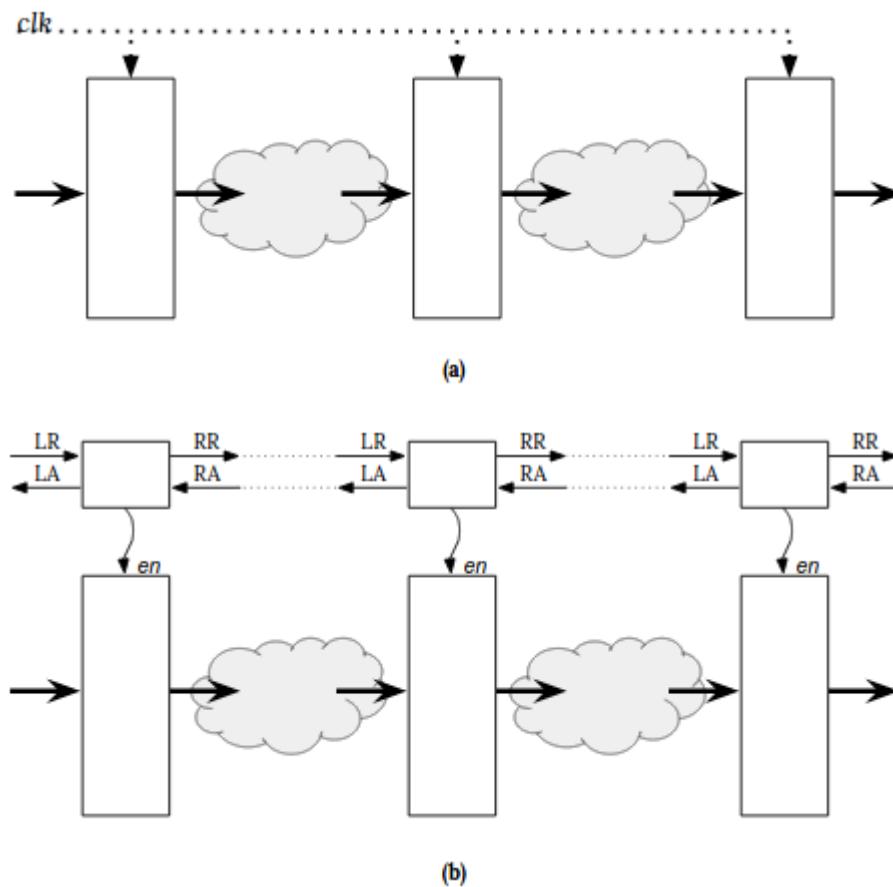 clk
(a)
LR RR LR RR LR RR
LA RA LA RA LA RA
en en en
(b)